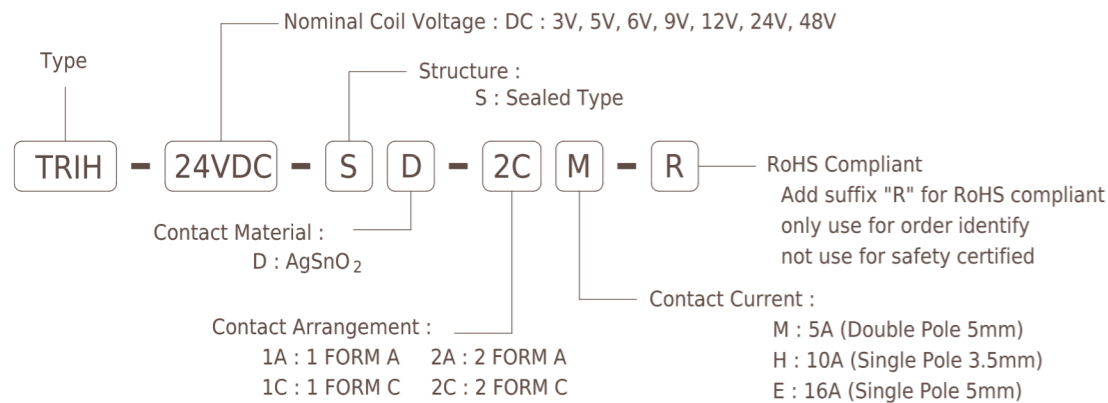 Nominal Coil Voltage : DC : 3V, 5V, 6V, 9V, 12V, 24V, 48V
Type
Structure :
S : Sealed Type
TRIH - 24VDC - S D - 2C M - R
RoHS Compliant
Add suffix "R" for RoHS compliant
only use for order identify
not use for safety certified
Contact Material :
D : AgSnO2
Contact Current :
M : 5A (Double Pole 5mm)
H : 10A (Single Pole 3.5mm)
E : 16A (Single Pole 5mm)
Contact Arrangement :
1A : 1 FORM A 2A : 2 FORM A
1C : 1 FORM C 2C : 2 FORM C